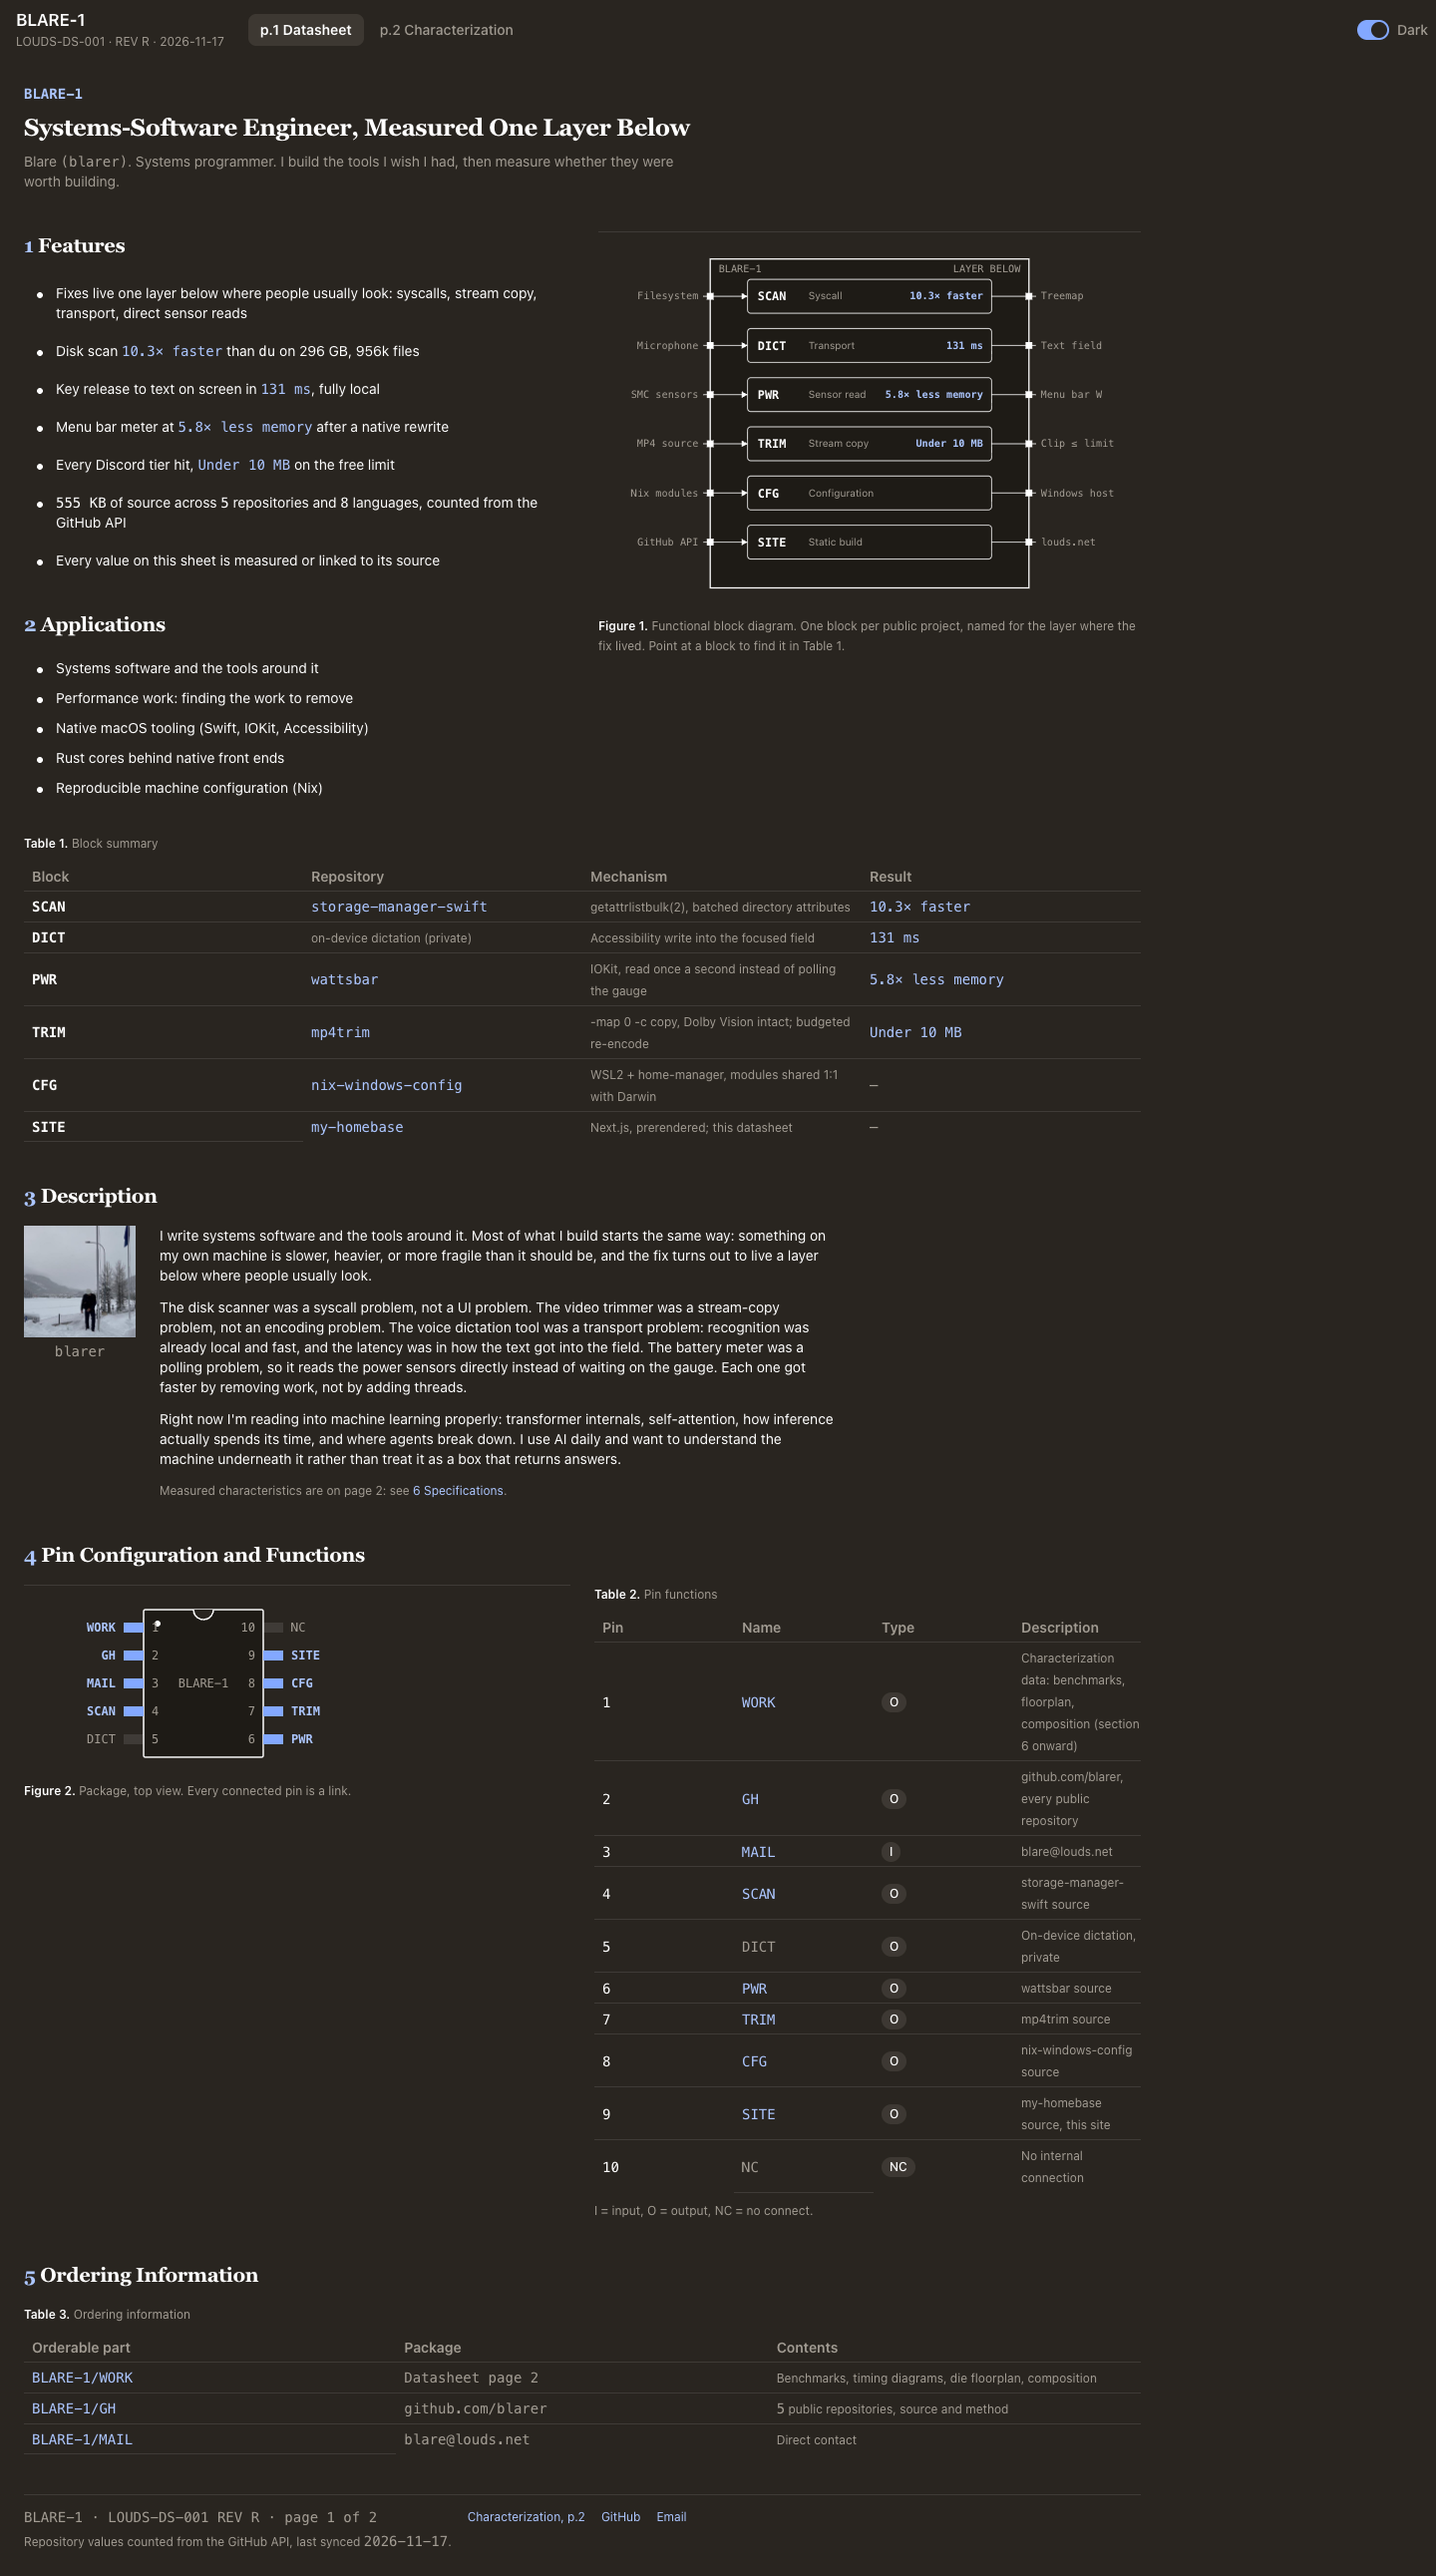 BLARE-1
LOUDS-DS-001 · REV R · 2026-11-17
p.1 Datasheet
p.2 Characterization
Dark
BLARE-1
Systems-Software Engineer, Measured One Layer Below
Blare (blarer). Systems programmer. I build the tools I wish I had, then measure whether they were
worth building.
1 Features
Fixes live one layer below where people usually look: syscalls, stream copy,
transport, direct sensor reads
Disk scan 10.3× faster than du on 296 GB, 956k files
Key release to text on screen in 131 ms, fully local
Menu bar meter at 5.8× less memory after a native rewrite
Every Discord tier hit, Under 10 MB on the free limit
555 KB of source across 5 repositories and 8 languages, counted from the
GitHub API
Every value on this sheet is measured or linked to its source
2 Applications
Systems software and the tools around it
Performance work: finding the work to remove
Native macOS tooling (Swift, IOKit, Accessibility)
Rust cores behind native front ends
Reproducible machine configuration (Nix)
BLARE-1 LAYER BELOW
Filesystem SCAN Syscall 10.3× faster Treemap
Microphone DICT Transport 131 ms Text field
SMC sensors PWR Sensor read 5.8× less memory Menu bar W
MP4 source TRIM Stream copy Under 10 MB Clip ≤ limit
Nix modules CFG Configuration Windows host
GitHub API SITE Static build louds.net
Figure 1. Functional block diagram. One block per public project, named for the layer where the
fix lived. Point at a block to find it in Table 1.
Table 1. Block summary
Block Repository Mechanism Result
SCAN storage-manager-swift getattrlistbulk(2), batched directory attributes 10.3× faster
DICT on-device dictation (private) Accessibility write into the focused field 131 ms
PWR wattsbar IOKit, read once a second instead of polling
the gauge 5.8× less memory
TRIM mp4trim -map 0 -c copy, Dolby Vision intact; budgeted
re-encode Under 10 MB
CFG nix-windows-config WSL2 + home-manager, modules shared 1:1
with Darwin —
SITE my-homebase Next.js, prerendered; this datasheet —
3 Description
blarer
I write systems software and the tools around it. Most of what I build starts the same way: something on
my own machine is slower, heavier, or more fragile than it should be, and the fix turns out to live a layer
below where people usually look.
The disk scanner was a syscall problem, not a UI problem. The video trimmer was a stream-copy
problem, not an encoding problem. The voice dictation tool was a transport problem: recognition was
already local and fast, and the latency was in how the text got into the field. The battery meter was a
polling problem, so it reads the power sensors directly instead of waiting on the gauge. Each one got
faster by removing work, not by adding threads.
Right now I'm reading into machine learning properly: transformer internals, self-attention, how inference
actually spends its time, and where agents break down. I use AI daily and want to understand the
machine underneath it rather than treat it as a box that returns answers.
Measured characteristics are on page 2: see 6 Specifications.
4 Pin Configuration and Functions
WORK 1 10 NC
GH 2 9 SITE
MAIL 3 BLARE-1 8 CFG
SCAN 4 7 TRIM
DICT 5 6 PWR
Figure 2. Package, top view. Every connected pin is a link.
Table 2. Pin functions
Pin Name Type Description
1 WORK O Characterization
data: benchmarks,
floorplan,
composition (section
6 onward)
2 GH O github.com/blarer,
every public
repository
3 MAIL I blare@louds.net
4 SCAN O storage-manager-
swift source
5 DICT O On-device dictation,
private
6 PWR O wattsbar source
7 TRIM O mp4trim source
8 CFG O nix-windows-config
source
9 SITE O my-homebase
source, this site
10 NC NC No internal
connection
I = input, O = output, NC = no connect.
5 Ordering Information
Table 3. Ordering information
Orderable part Package Contents
BLARE-1/WORK Datasheet page 2 Benchmarks, timing diagrams, die floorplan, composition
BLARE-1/GH github.com/blarer 5 public repositories, source and method
BLARE-1/MAIL blare@louds.net Direct contact
BLARE-1 · LOUDS-DS-001 REV R · page 1 of 2 Characterization, p.2 GitHub Email
Repository values counted from the GitHub API, last synced 2026-11-17.